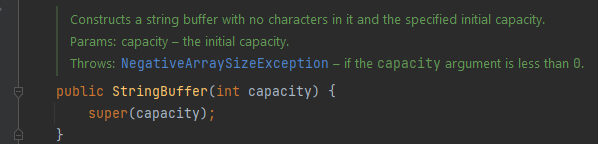 Constructs a string buffer with no characters in it and the specified initial capacity.
Params: capacity – the initial capacity.
Throws: NegativeArraySizeException – if the capacity argument is less than 0.
public StringBuffer(int capacity) {
super(capacity);
}